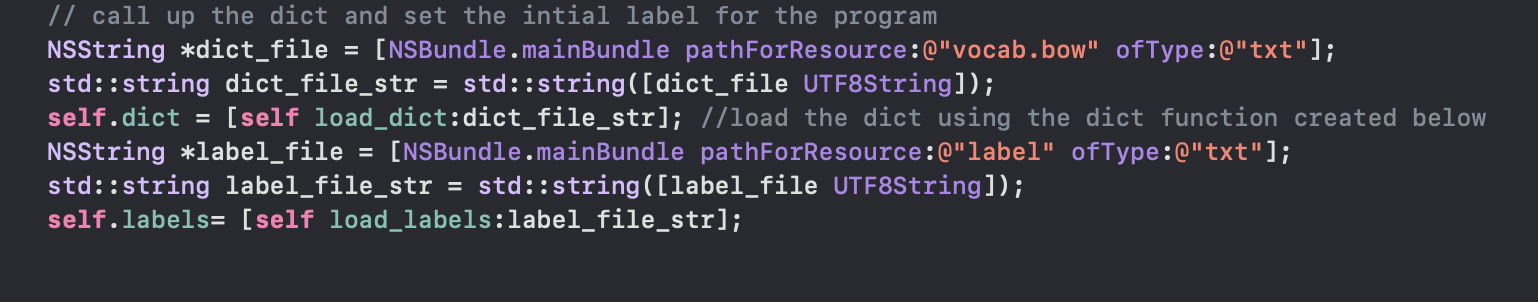 // call up the dict and set the intial label for the program
NSString *dict_file = [NSBundle.mainBundle pathForResource:@"vocab.bow" ofType:@"txt"];
std::string dict_file_str = std::string([dict_file UTF8String]);
self.dict = [self load_dict:dict_file_str]; //load the dict using the dict function created below
NSString *label_file = [NSBundle.mainBundle pathForResource:@"label" ofType:@"txt"];
std::string label_file_str = std::string([label_file UTF8String]);
self.labels= [self load_labels:label_file_str];